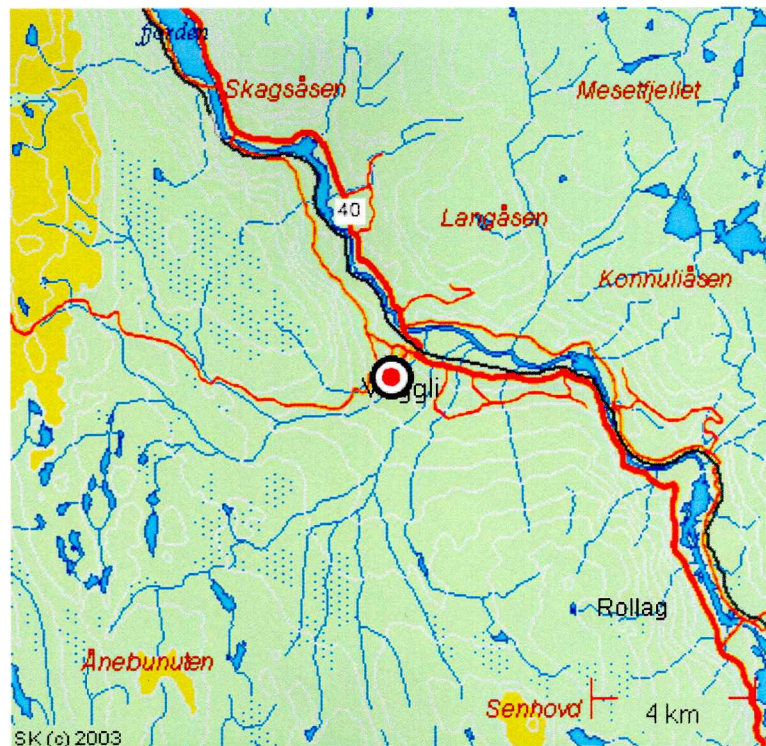 fjorden
Skagsåsen
Mesetfjellet
40
Langåsen
Konnuliåsen
Rollag
Ånebunuten
Senhovd
4 km
SK (c) 2003